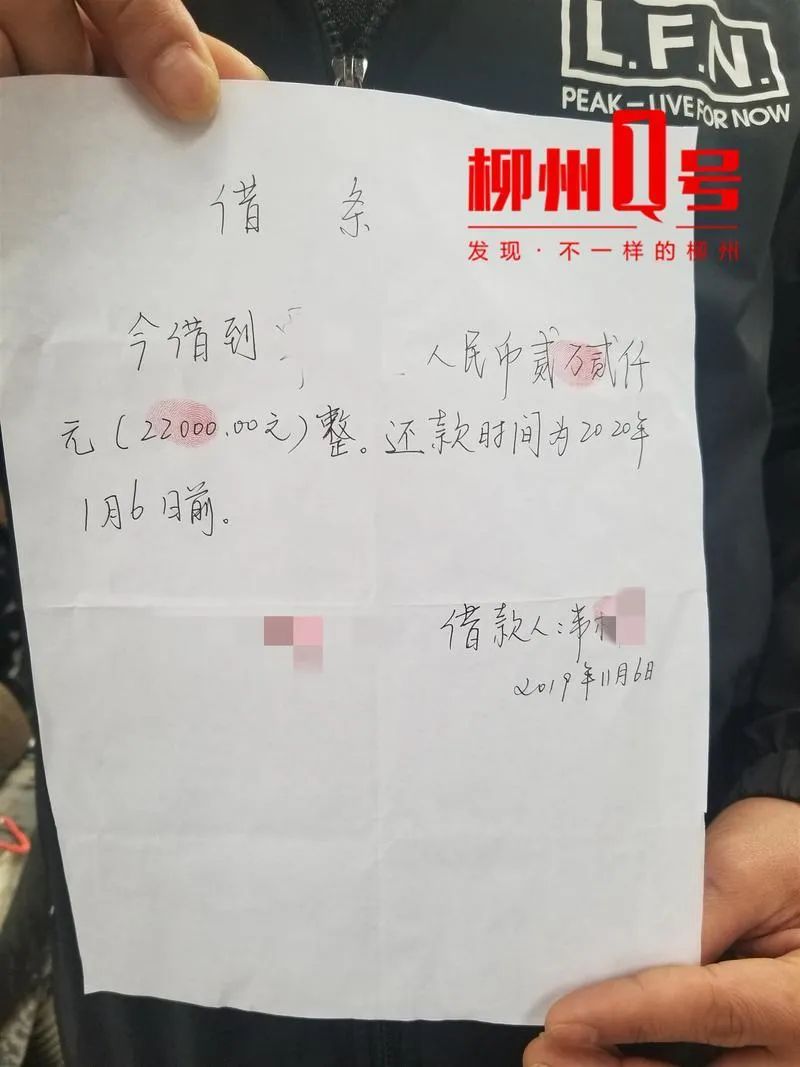 L.F.N.
PEAK—LIVE FOR NOW
柳州Q号
发现·不一样的柳州
借 条
今借到 人民币贰万贰仟
元(22000.00元)整。还款时间为2020年
1月6日前。
借款人:韦
2019年11月6日